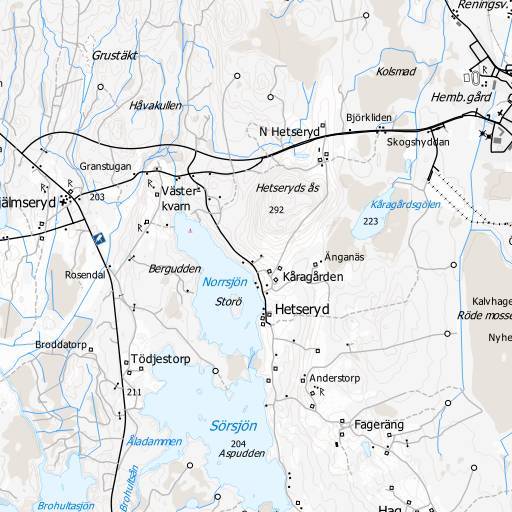 Reningsv.
R
Grustäkt
Kolsmad
Hemb.gård
Håvakullen
Björkliden
N Hetseryd
Skogshyddan
Granstugan
R
R
Väster
kvarn
Hetseryds ås
203
jälmseryd
292
Kåragårdsgölen
223
Änganäs
Rosendal
Bergudden
Norrsjön
Kåragården
Storö
Hetseryd
Kalvhage
Röde mosse
Nyhe
Broddatorp
Tödjestorp
211
Anderstorp
R
Sörsjön
Fageräng
204
Aspudden
Åladammen
Brohultsån
Brohultasjön
Hag